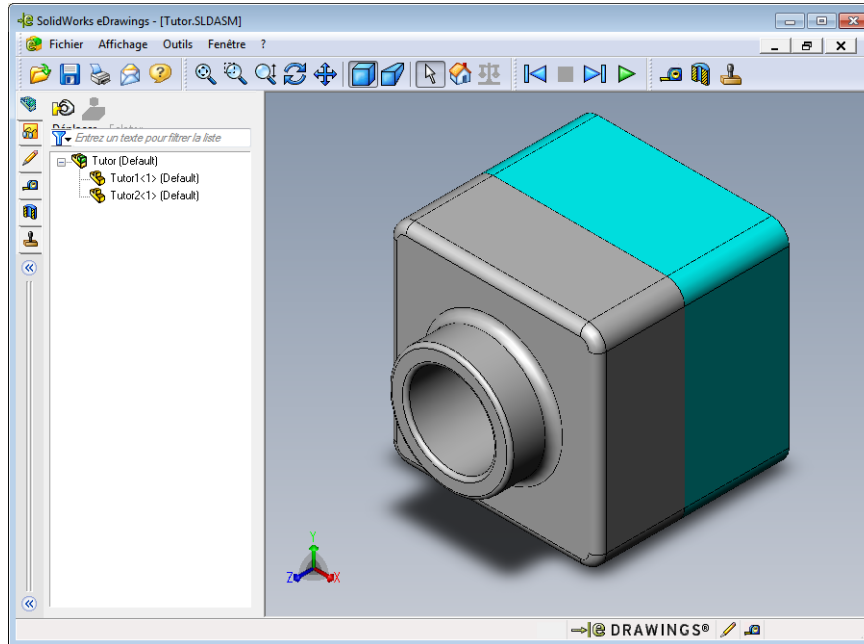 SolidWorks eDrawings - [Tutor.SLDASM]
Fichier Affichage Outils Fenêtre ?
Entrez un texte pour filtrer la liste
Tutor (Default)
Tutor1<1> (Default)
Tutor2<1> (Default)
Y
Z X
e DRAWINGS®